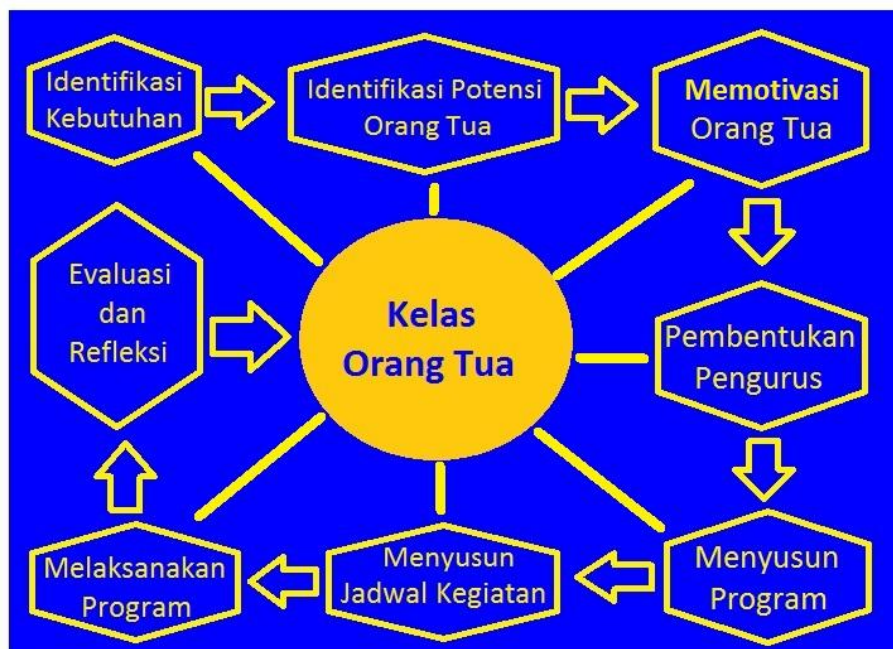 Identifikasi
Kebutuhan
Identifikasi Potensi
Orang Tua
Memotivasi
Orang Tua
Pembentukan
Pengurus
Menyusun
Program
Menyusun
Jadwal Kegiatan
Melaksanakan
Program
Evaluasi
dan
Refleksi
Kelas
Orang Tua